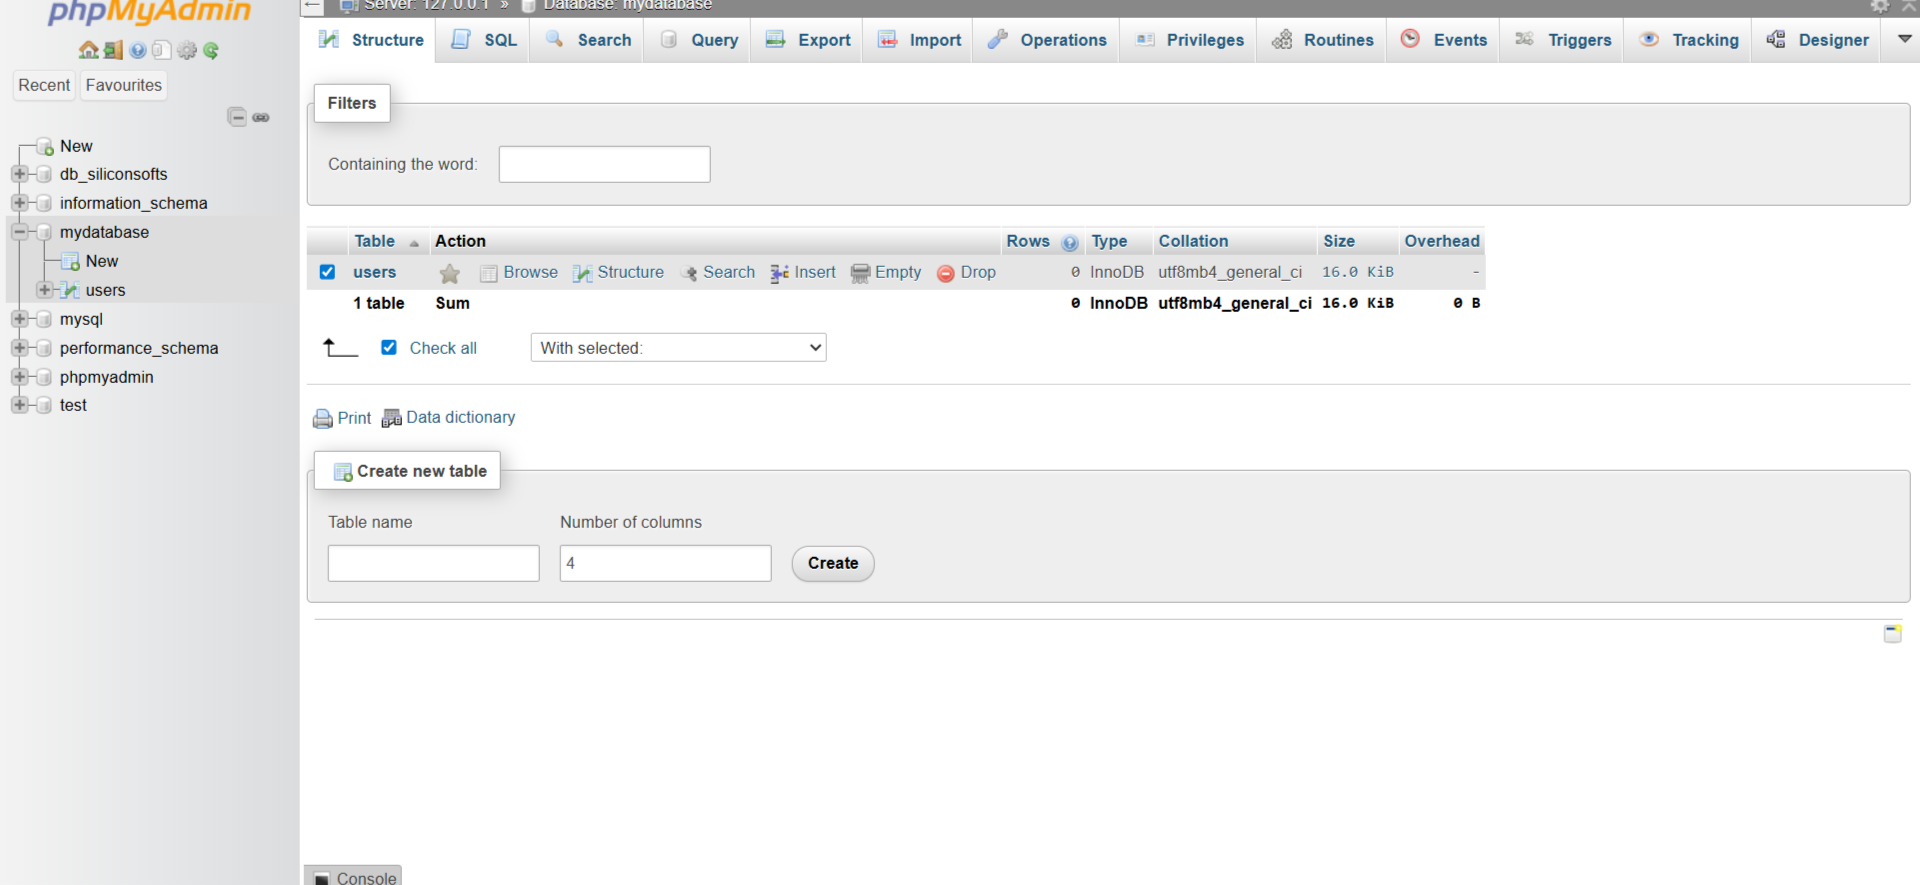 phpMyAdmin
Recent Favourites
New
db_siliconsofts
information_schema
mydatabase
New
users
mysql
performance_schema
phpmyadmin
test
Server: 127.0.0.1 » Database: mydatabase
Structure SQL Search Query Export Import Operations Privileges Routines Events Triggers Tracking Designer
Filters
Containing the word:
Table Action Rows Type Collation Size Overhead
users Browse Structure Search Insert Empty Drop 0 InnoDB utf8mb4_general_ci 16.0 KiB -
1 table Sum 0 InnoDB utf8mb4_general_ci 16.0 KiB 0 B
Check all With selected:
Print Data dictionary
Create new table
Table name Number of columns
4 Create
Console